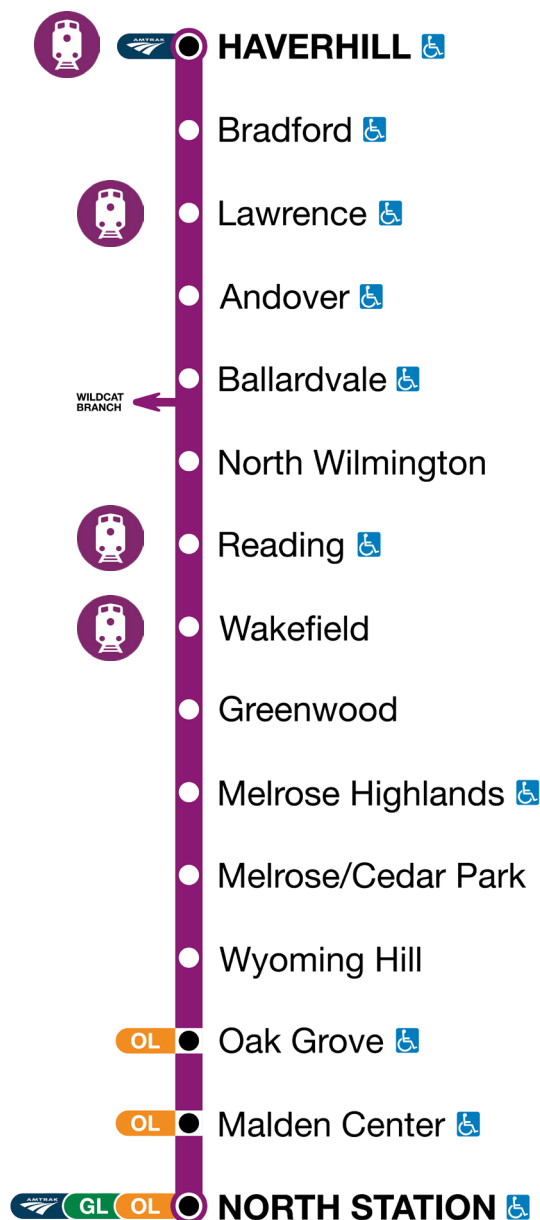 AMTRAK HAVERHILL
Bradford
Lawrence
Andover
Ballardvale
WILDCAT
BRANCH
North Wilmington
Reading
Wakefield
Greenwood
Melrose Highlands
Melrose/Cedar Park
Wyoming Hill
OL Oak Grove
OL Malden Center
AMTRAK GL OL NORTH STATION